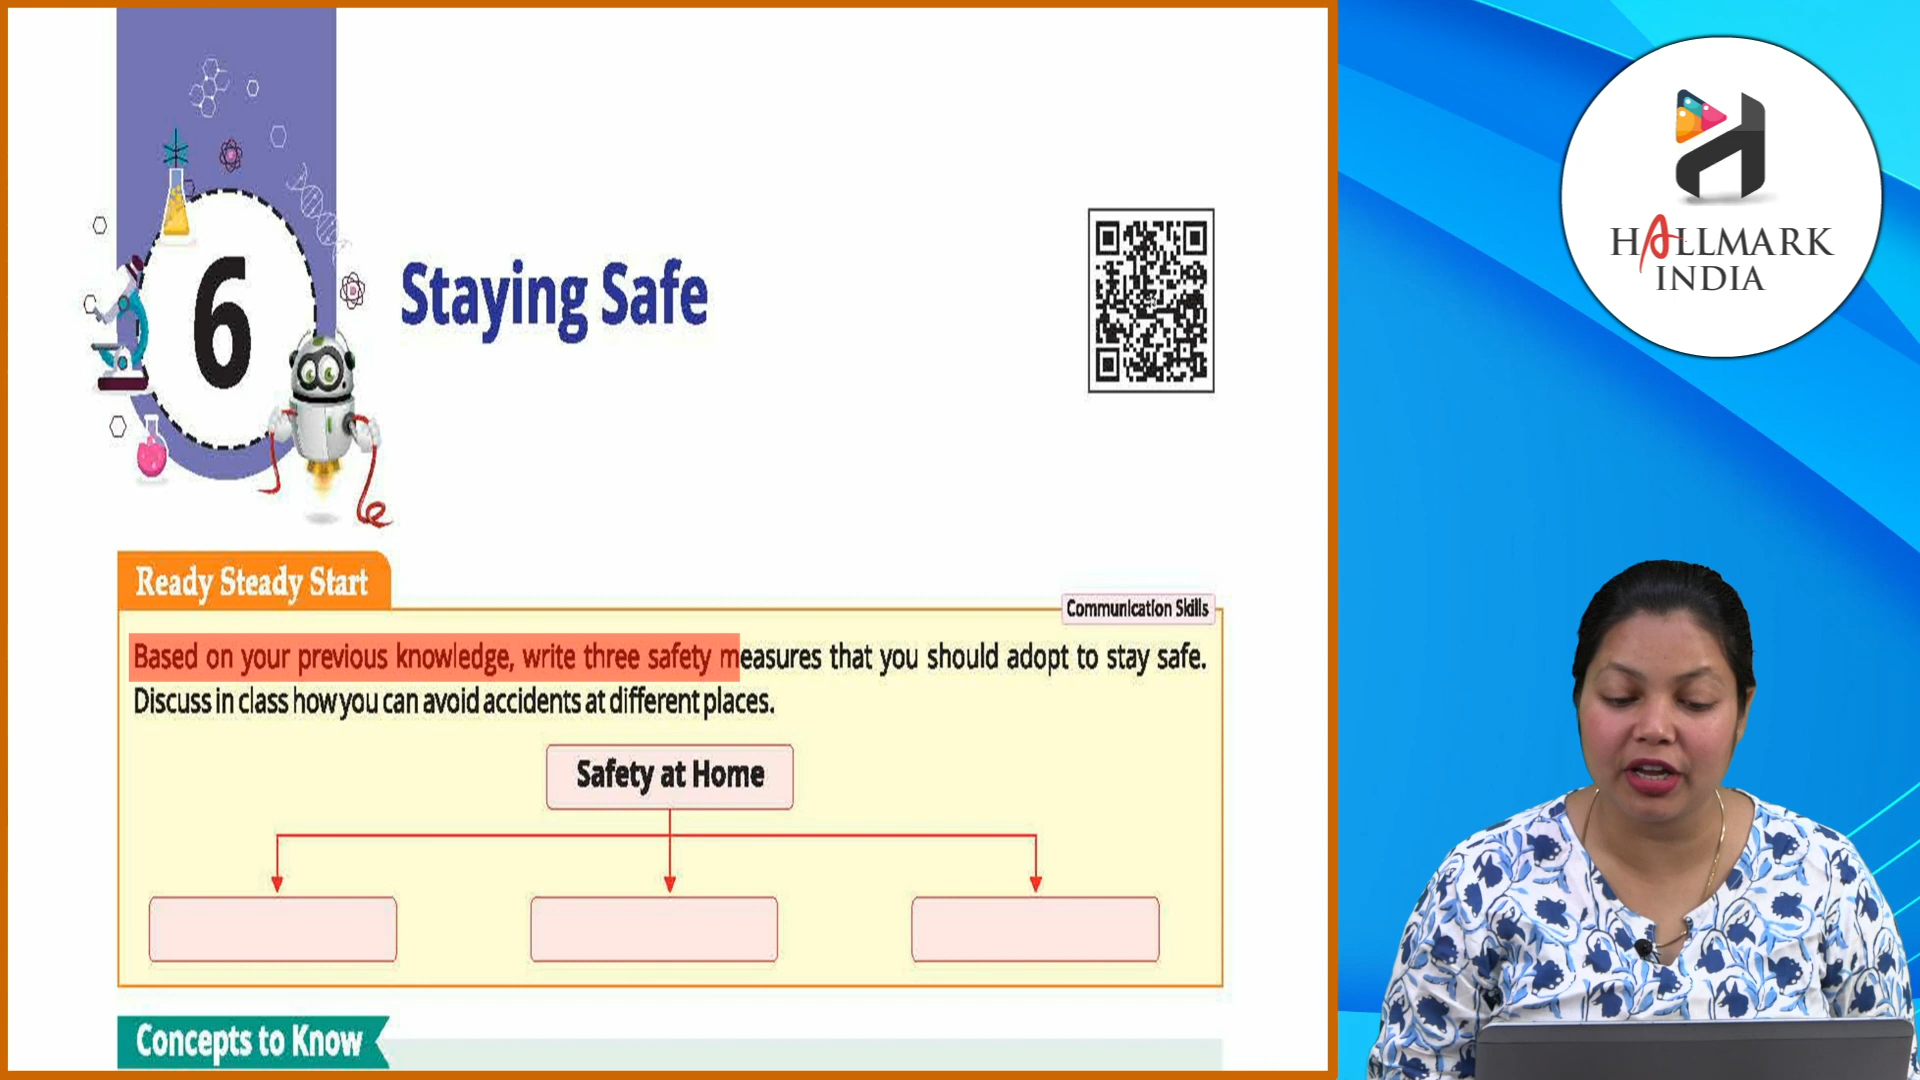 6
Staying Safe
HALLMARK
INDIA
Ready Steady Start
Communication Skills
Based on your previous knowledge, write three safety measures that you should adopt to stay safe.
Discuss in class how you can avoid accidents at different places.
Safety at Home
Concepts to Know